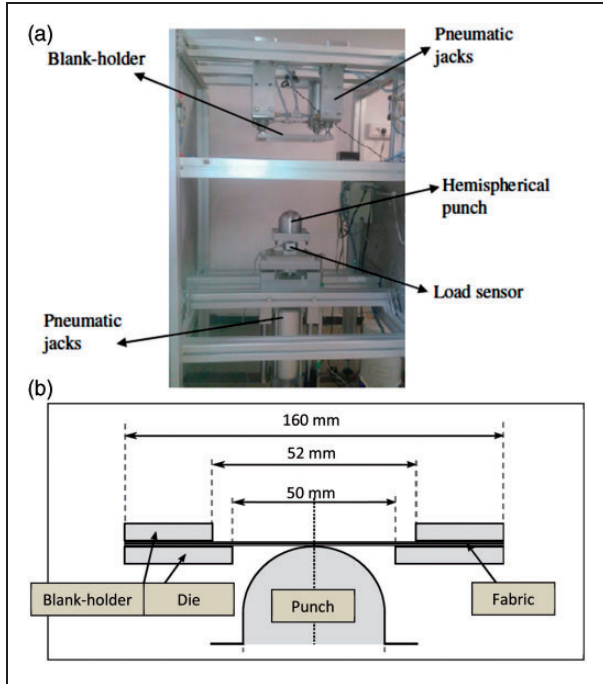 (a)
Blank-holder
Pneumatic
jacks
Hemispherical
punch
Load sensor
Pneumatic
jacks
(b)
160 mm
52 mm
50 mm
Blank-holder
Die
Punch
Fabric